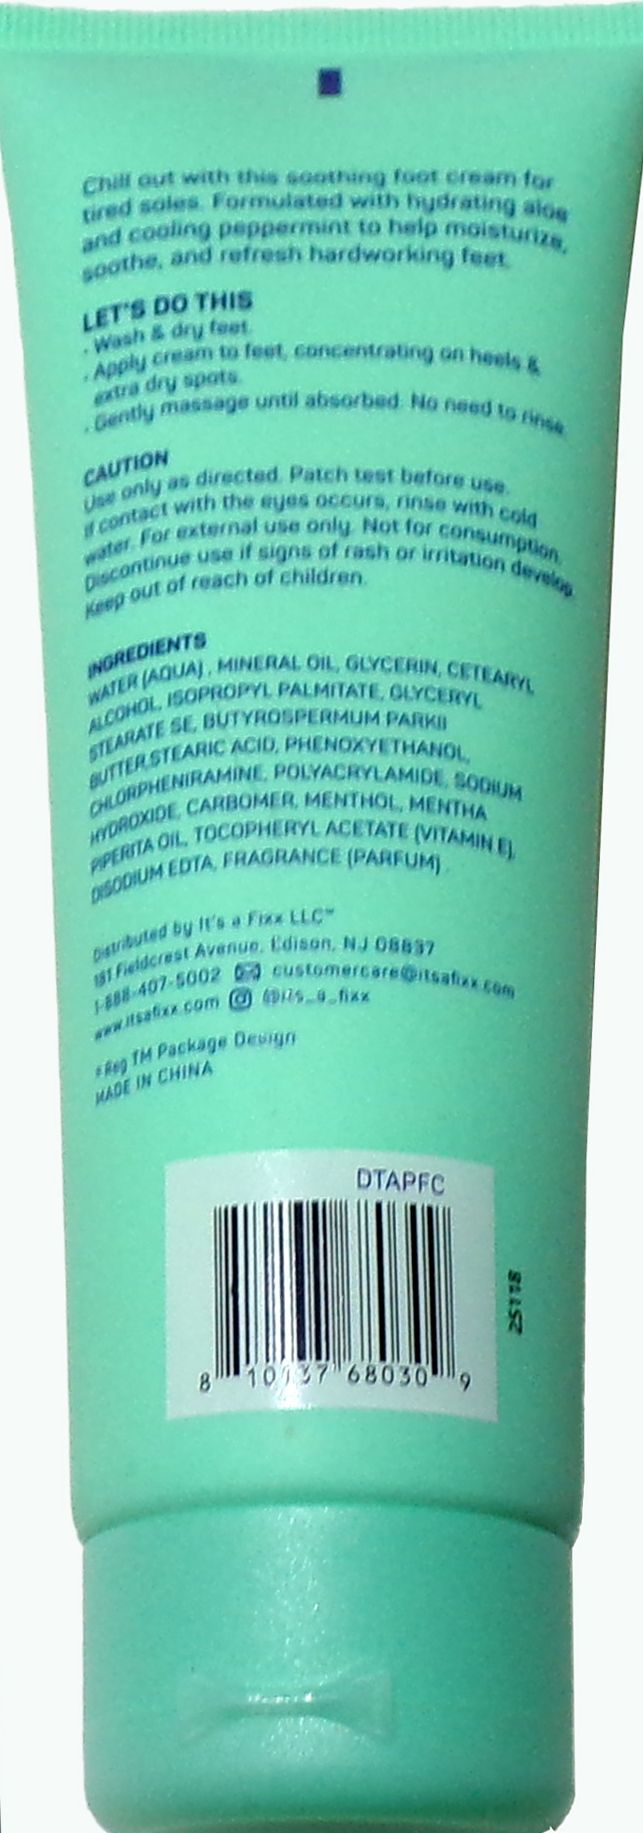 Chill out with this soothing foot cream for
tired soles. Formulated with hydrating aloe
and cooling peppermint to help moisturize,
soothe, and refresh hardworking feet.
LET'S DO THIS
· Wash & dry feet.
· Apply cream to feet, concentrating on heels &
extra dry spots.
· Gently massage until absorbed. No need to rinse.
CAUTION
Use only as directed. Patch test before use.
If contact with the eyes occurs, rinse with cold
water. For external use only. Not for consumption.
Discontinue use if signs of rash or irritation develop.
Keep out of reach of children.
INGREDIENTS
WATER (AQUA) , MINERAL OIL, GLYCERIN, CETEARYL
ALCOHOL, ISOPROPYL PALMITATE, GLYCERYL
STEARATE SE, BUTYROSPERMUM PARKII
BUTTER,STEARIC ACID, PHENOXYETHANOL,
CHLORPHENIRAMINE, POLYACRYLAMIDE, SODIUM
HYDROXIDE, CARBOMER, MENTHOL, MENTHA
PIPERITA OIL, TOCOPHERYL ACETATE (VITAMIN E),
DISODIUM EDTA, FRAGRANCE (PARFUM) .
Distributed by It's a Fixx LLC™
181 Fieldcrest Avenue, Edison, NJ 08837
1-888-407-5002 customercare@itsafixx.com
www.itsafixx.com @its_a_fixx
®Reg TM Package Design
MADE IN CHINA
DTAPFC
25118
8 10137 68030 9